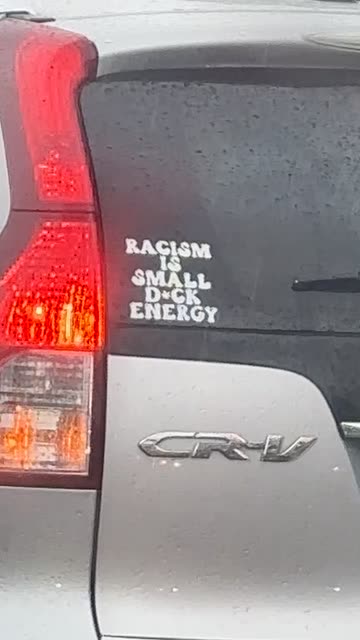 RACISM
IS
SMALL
D*CK
ENERGY
CR-V